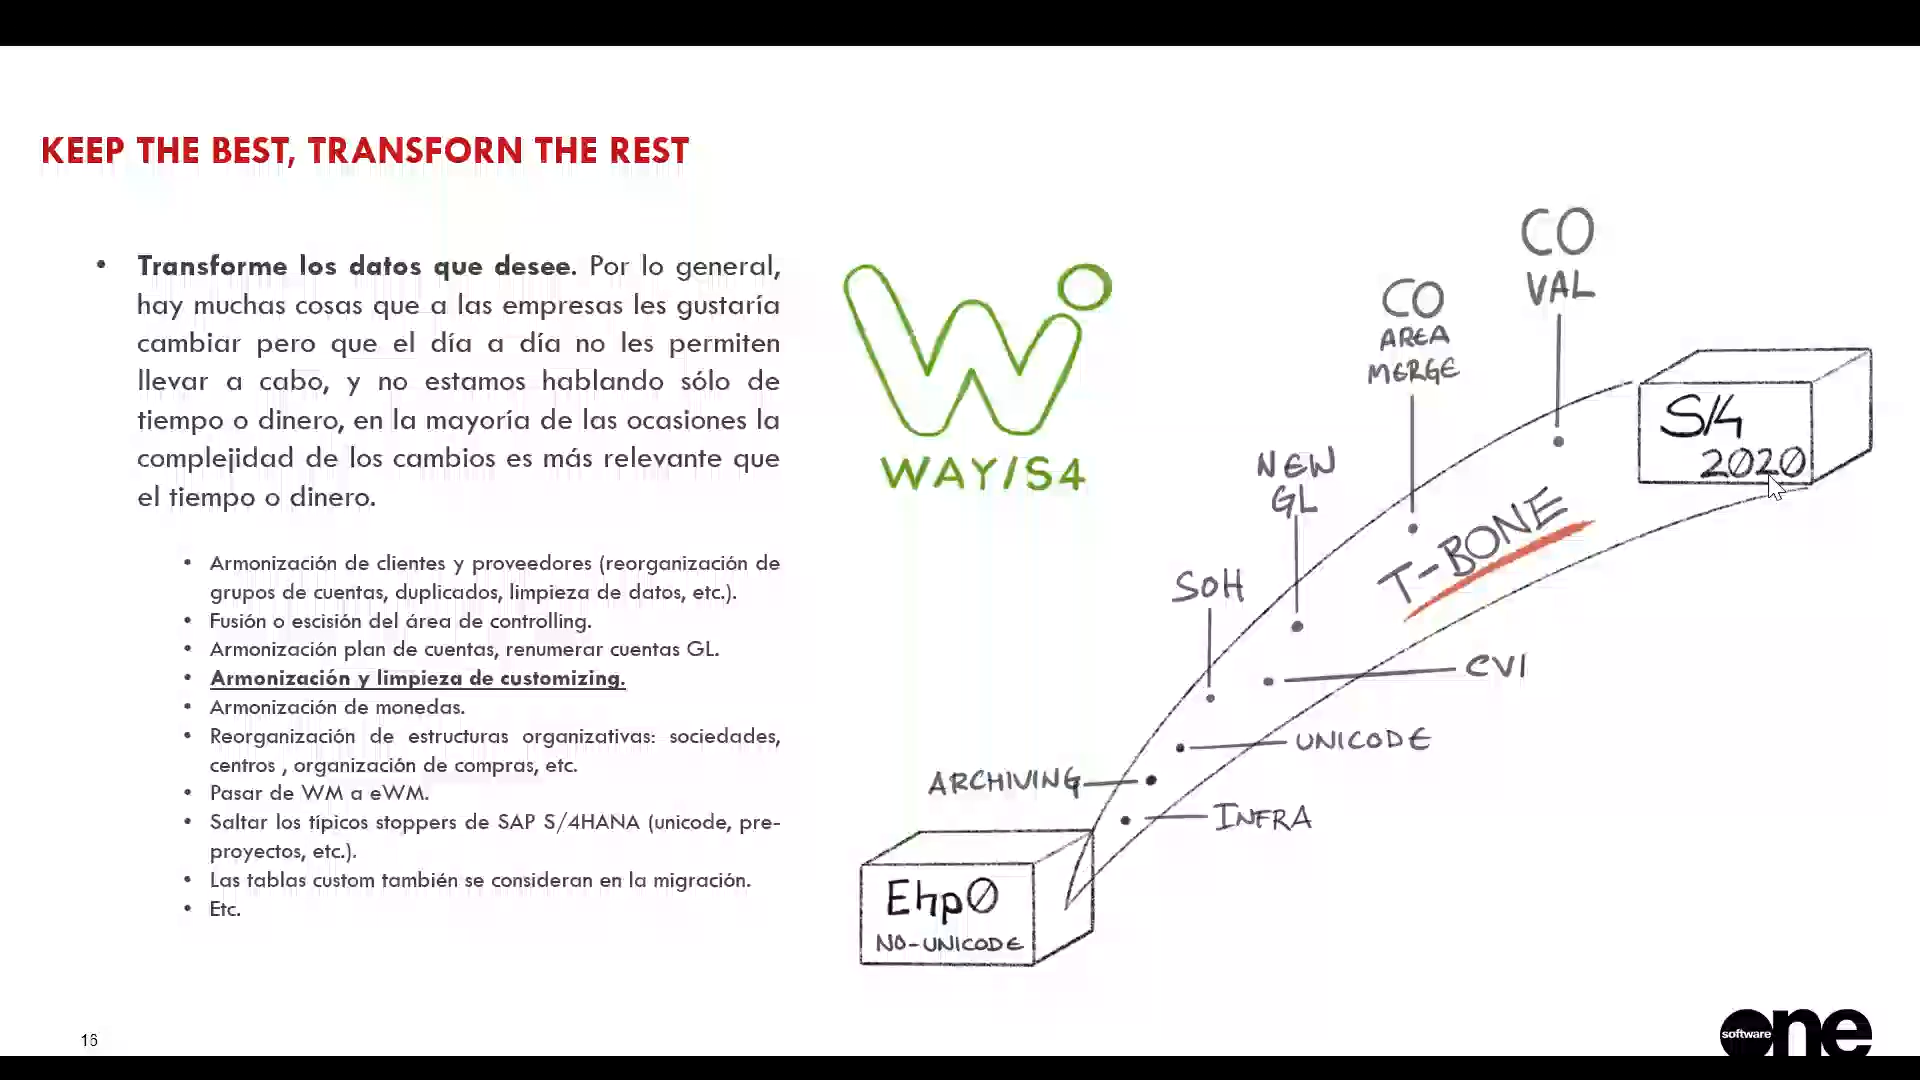 KEEP THE BEST, TRANSFORN THE REST
• Transforme los datos que desee. Por lo general,
hay muchas cosas que a las empresas les gustaría
cambiar pero que el día a día no les permiten
llevar a cabo, y no estamos hablando sólo de
tiempo o dinero, en la mayoría de las ocasiones la
complejidad de los cambios es más relevante que
el tiempo o dinero.
• Armonización de clientes y proveedores (reorganización de
grupos de cuentas, duplicados, limpieza de datos, etc.).
• Fusión o escisión del área de controlling.
• Armonización plan de cuentas, renumerar cuentas GL.
• Armonización y limpieza de customizing.
• Armonización de monedas.
• Reorganización de estructuras organizativas: sociedades,
centros , organización de compras, etc.
• Pasar de WM a eWM.
• Saltar los típicos stoppers de SAP S/4HANA (unicode, pre-
proyectos, etc.).
• Las tablas custom también se consideran en la migración.
• Etc.
WAY/S4
CO
VAL
CO
AREA
MERGE
S/4
2020
NEW
GL
T-BONE
SOH
CVI
UNICODE
ARCHIVING
INFRA
Ehp0
NO-UNICODE
16
software
one